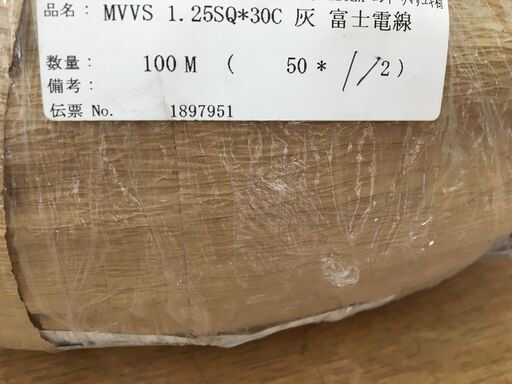 品名： MVVS 1.25SQ*30C 灰 富士電線
数量： 100 M ( 50 * 1/2)
備考：
伝票 No. 1897951